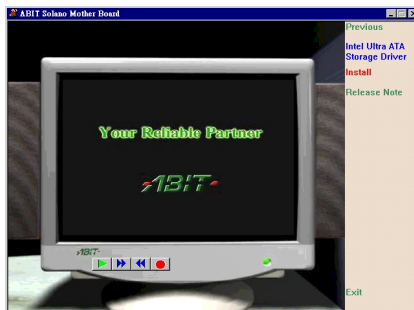 ABIT Solano Mother Board
Previous
Intel Ultra ATA
Storage Driver
Install
Release Note
Your Reliable Partner
ABIT
ABIT
Exit